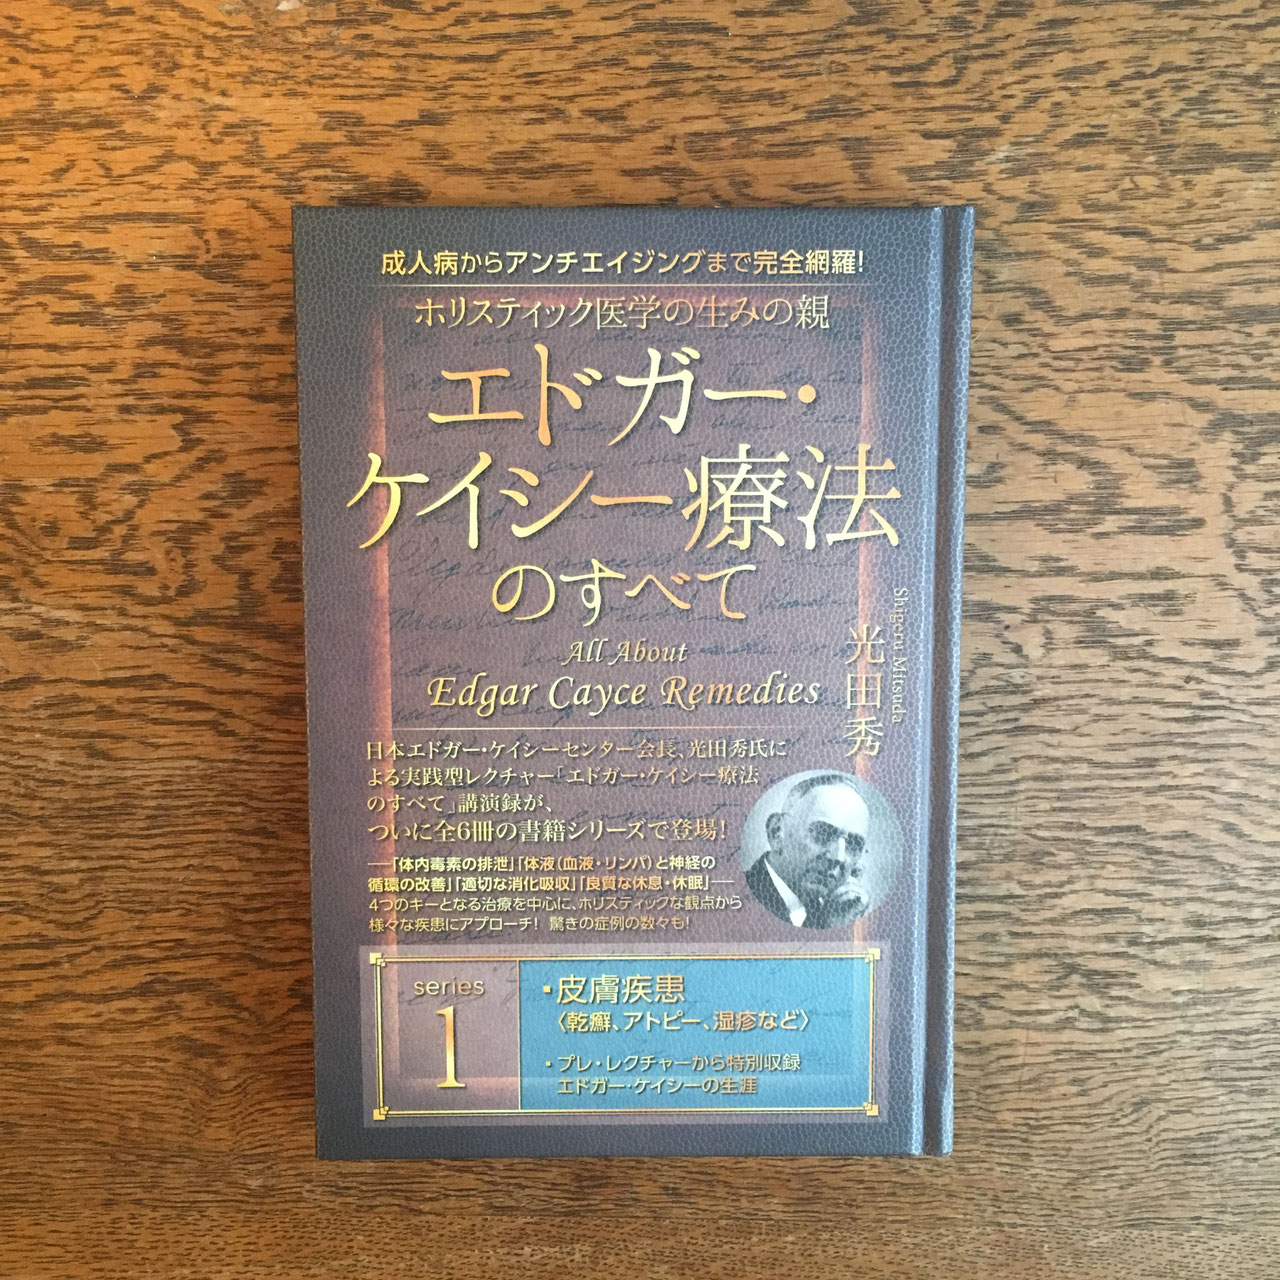 成人病からアンチエイジングまで完全網羅!
ホリスティック医学の生みの親
エドガー・
ケイシー療法
のすべて
All About
Edgar Cayce Remedies
Shigeru Mitsuda
光田秀
日本エドガー・ケイシーセンター会長、光田秀氏に
よる実践型レクチャー「エドガー・ケイシー療法
のすべて」講演録が、
ついに全6冊の書籍シリーズで登場!
──「体内毒素の排泄」「体液(血液・リンパ)と神経の
循環の改善」「適切な消化吸収」「良質な休息・休眠」──
4つのキーとなる治療を中心に、ホリスティックな観点から
様々な疾患にアプローチ! 驚きの症例の数々も!
series
1
・皮膚疾患
〈乾癬、アトピー、湿疹など〉
・プレ・レクチャーから特別収録
エドガー・ケイシーの生涯